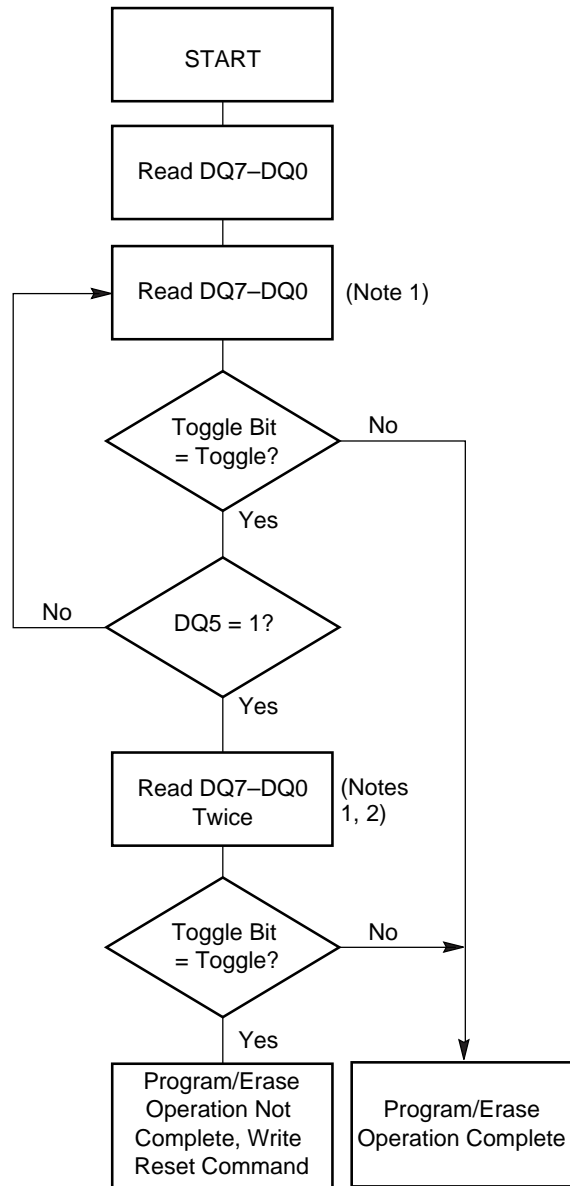 START
Read DQ7–DQ0
Read DQ7–DQ0
(Note 1)
Toggle Bit
= Toggle?
No
Yes
No
DQ5 = 1?
Yes
Read DQ7–DQ0
Twice
(Notes
1, 2)
Toggle Bit
= Toggle?
No
Yes
Program/Erase
Operation Not
Complete, Write
Reset Command
Program/Erase
Operation Complete